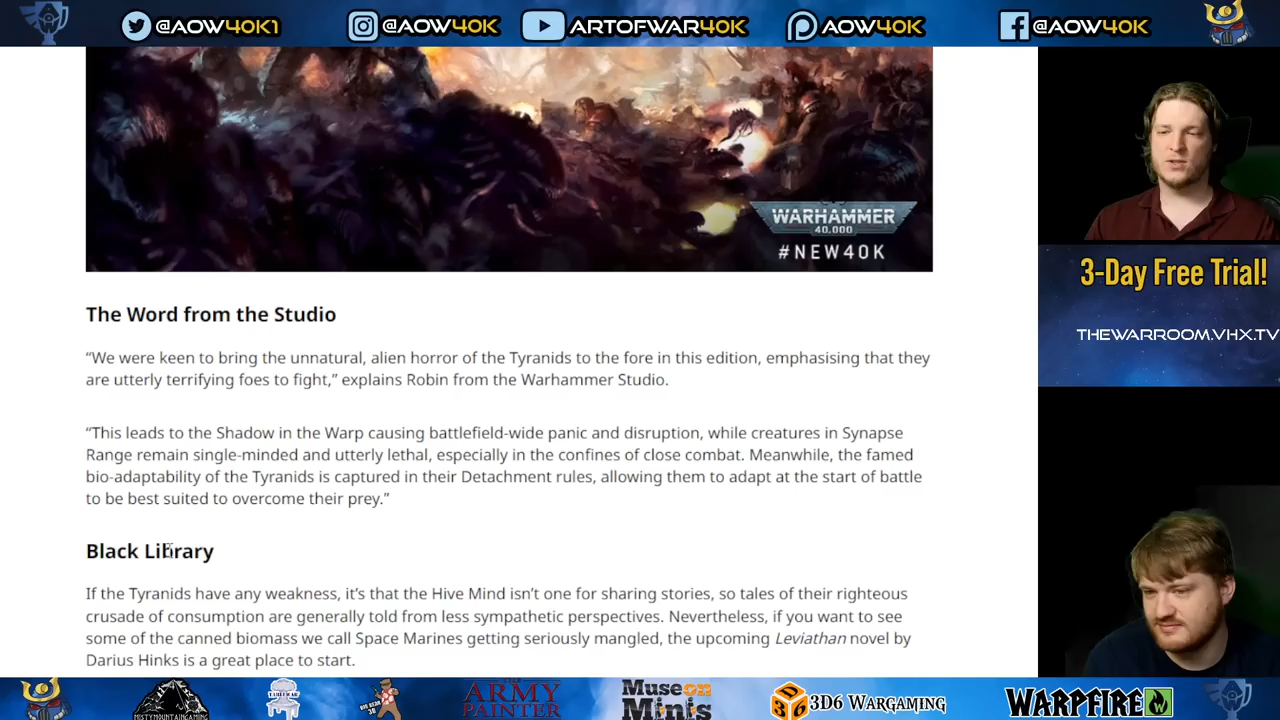 @AOW40K1
@AOW40K
ARTOFWAR40K
AOW40K
@AOW40K
WARHAMMER
40,000
#NEW40K
3-Day Free Trial!
THEWARROOM.VHX.TV
The Word from the Studio
“We were keen to bring the unnatural, alien horror of the Tyranids to the fore in this edition, emphasising that they
are utterly terrifying foes to fight,” explains Robin from the Warhammer Studio.
“This leads to the Shadow in the Warp causing battlefield-wide panic and disruption, while creatures in Synapse
Range remain single-minded and utterly lethal, especially in the confines of close combat. Meanwhile, the famed
bio-adaptability of the Tyranids is captured in their Detachment rules, allowing them to adapt at the start of battle
to be best suited to overcome their prey.”
Black Library
If the Tyranids have any weakness, it’s that the Hive Mind isn’t one for sharing stories, so tales of their righteous
crusade of consumption are generally told from less sympathetic perspectives. Nevertheless, if you want to see
some of the canned biomass we call Space Marines getting seriously mangled, the upcoming Leviathan novel by
Darius Hinks is a great place to start.
MISTYMOUNTAINGAMING
THE
ARMY
PAINTER
MUSE ON
MINIS
3D6 WARGAMING
WARPFIRE